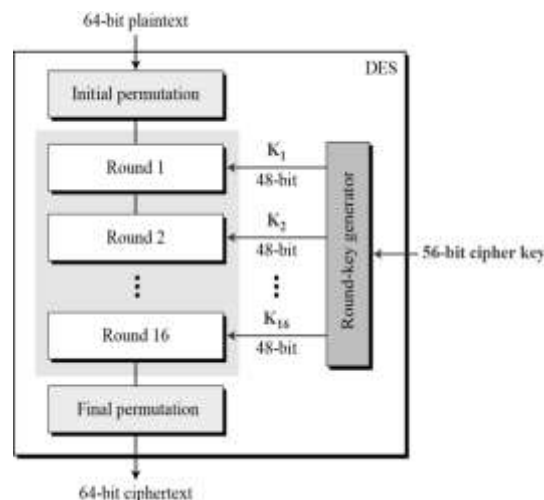 64-bit plaintext
DES
Initial permutation
Round 1
K1
48-bit
Round 2
K2
48-bit
Round-key generator
56-bit cipher key
Round 16
K16
48-bit
Final permutation
64-bit ciphertext